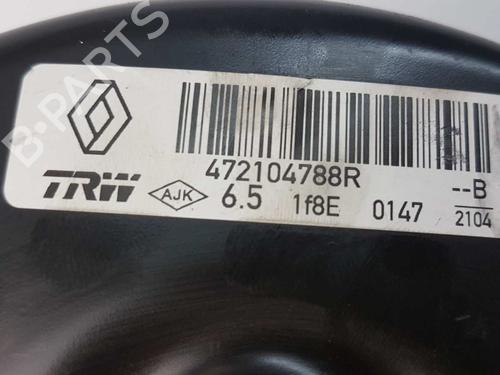 B-PARTS
472104788R
TRW AJK 6.5 1f8E 0147 --B
2104